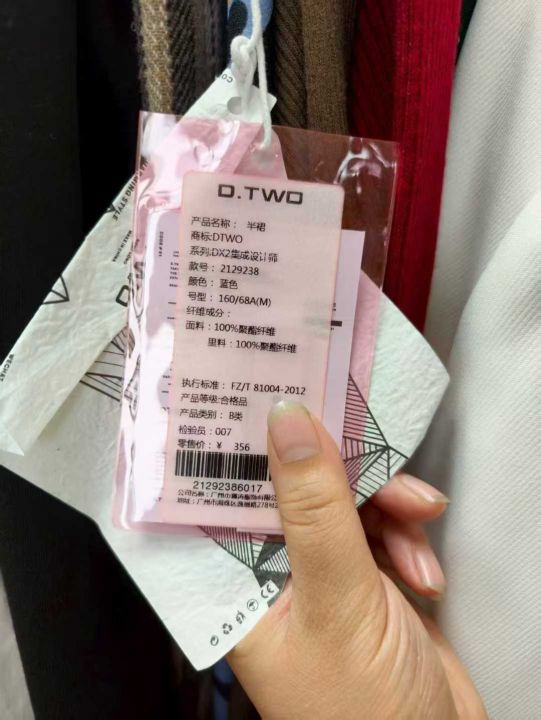 D.TWO
产品名称： 半裙
商标:DTWO
系列:DX2集成设计师
款号： 2129238
颜色： 蓝色
号型： 160/68A(M)
纤维成分：
面料：100%聚酯纤维
里料：100%聚酯纤维
执行标准： FZ/T 81004-2012
产品等级:合格品
产品类别： B类
检验员：007
零售价：￥ 356
21292386017